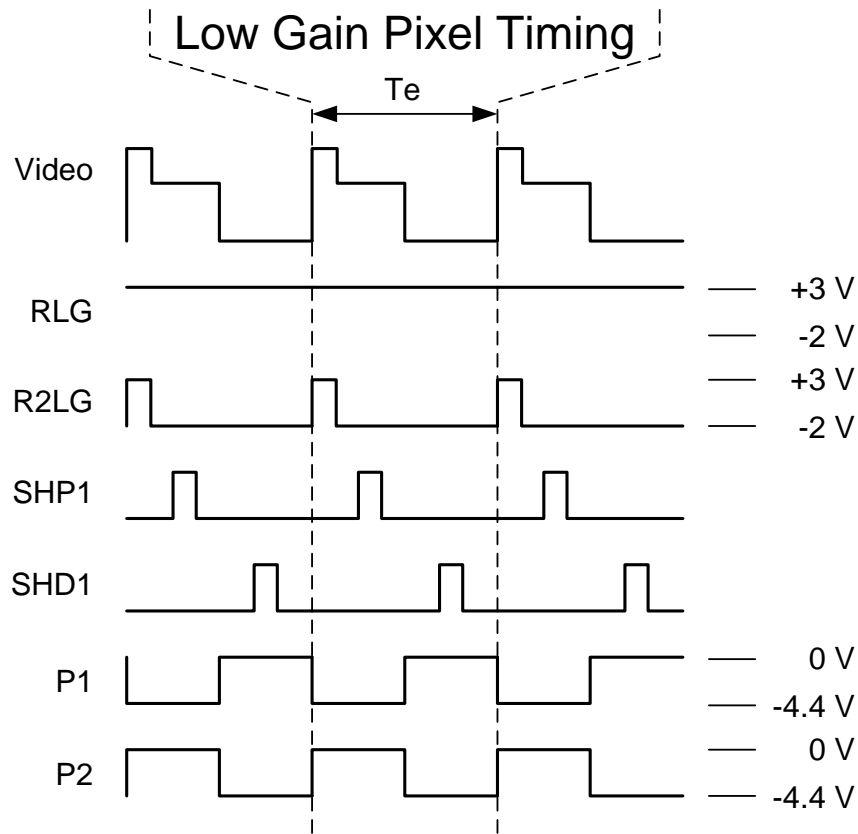 Low Gain Pixel Timing
Te
Video
RLG
+3 V
-2 V
R2LG
+3 V
-2 V
SHP1
SHD1
P1
0 V
-4.4 V
P2
0 V
-4.4 V